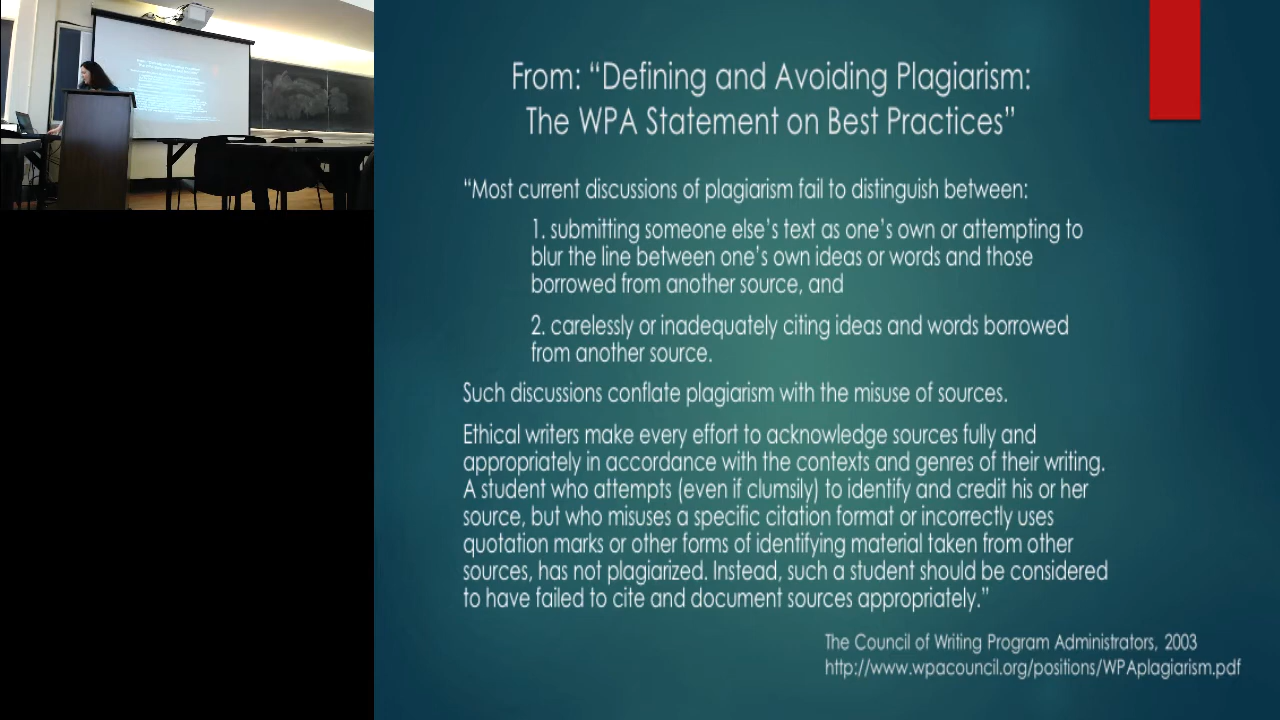 From: “Defining and Avoiding Plagiarism:
The WPA Statement on Best Practices”
“Most current discussions of plagiarism fail to distinguish between:
1. submitting someone else’s text as one’s own or attempting to
blur the line between one’s own ideas or words and those
borrowed from another source, and
2. carelessly or inadequately citing ideas and words borrowed
from another source.
Such discussions conflate plagiarism with the misuse of sources.
Ethical writers make every effort to acknowledge sources fully and
appropriately in accordance with the contexts and genres of their writing.
A student who attempts (even if clumsily) to identify and credit his or her
source, but who misuses a specific citation format or incorrectly uses
quotation marks or other forms of identifying material taken from other
sources, has not plagiarized. Instead, such a student should be considered
to have failed to cite and document sources appropriately.”
The Council of Writing Program Administrators, 2003
http://www.wpacouncil.org/positions/WPAplagiarism.pdf